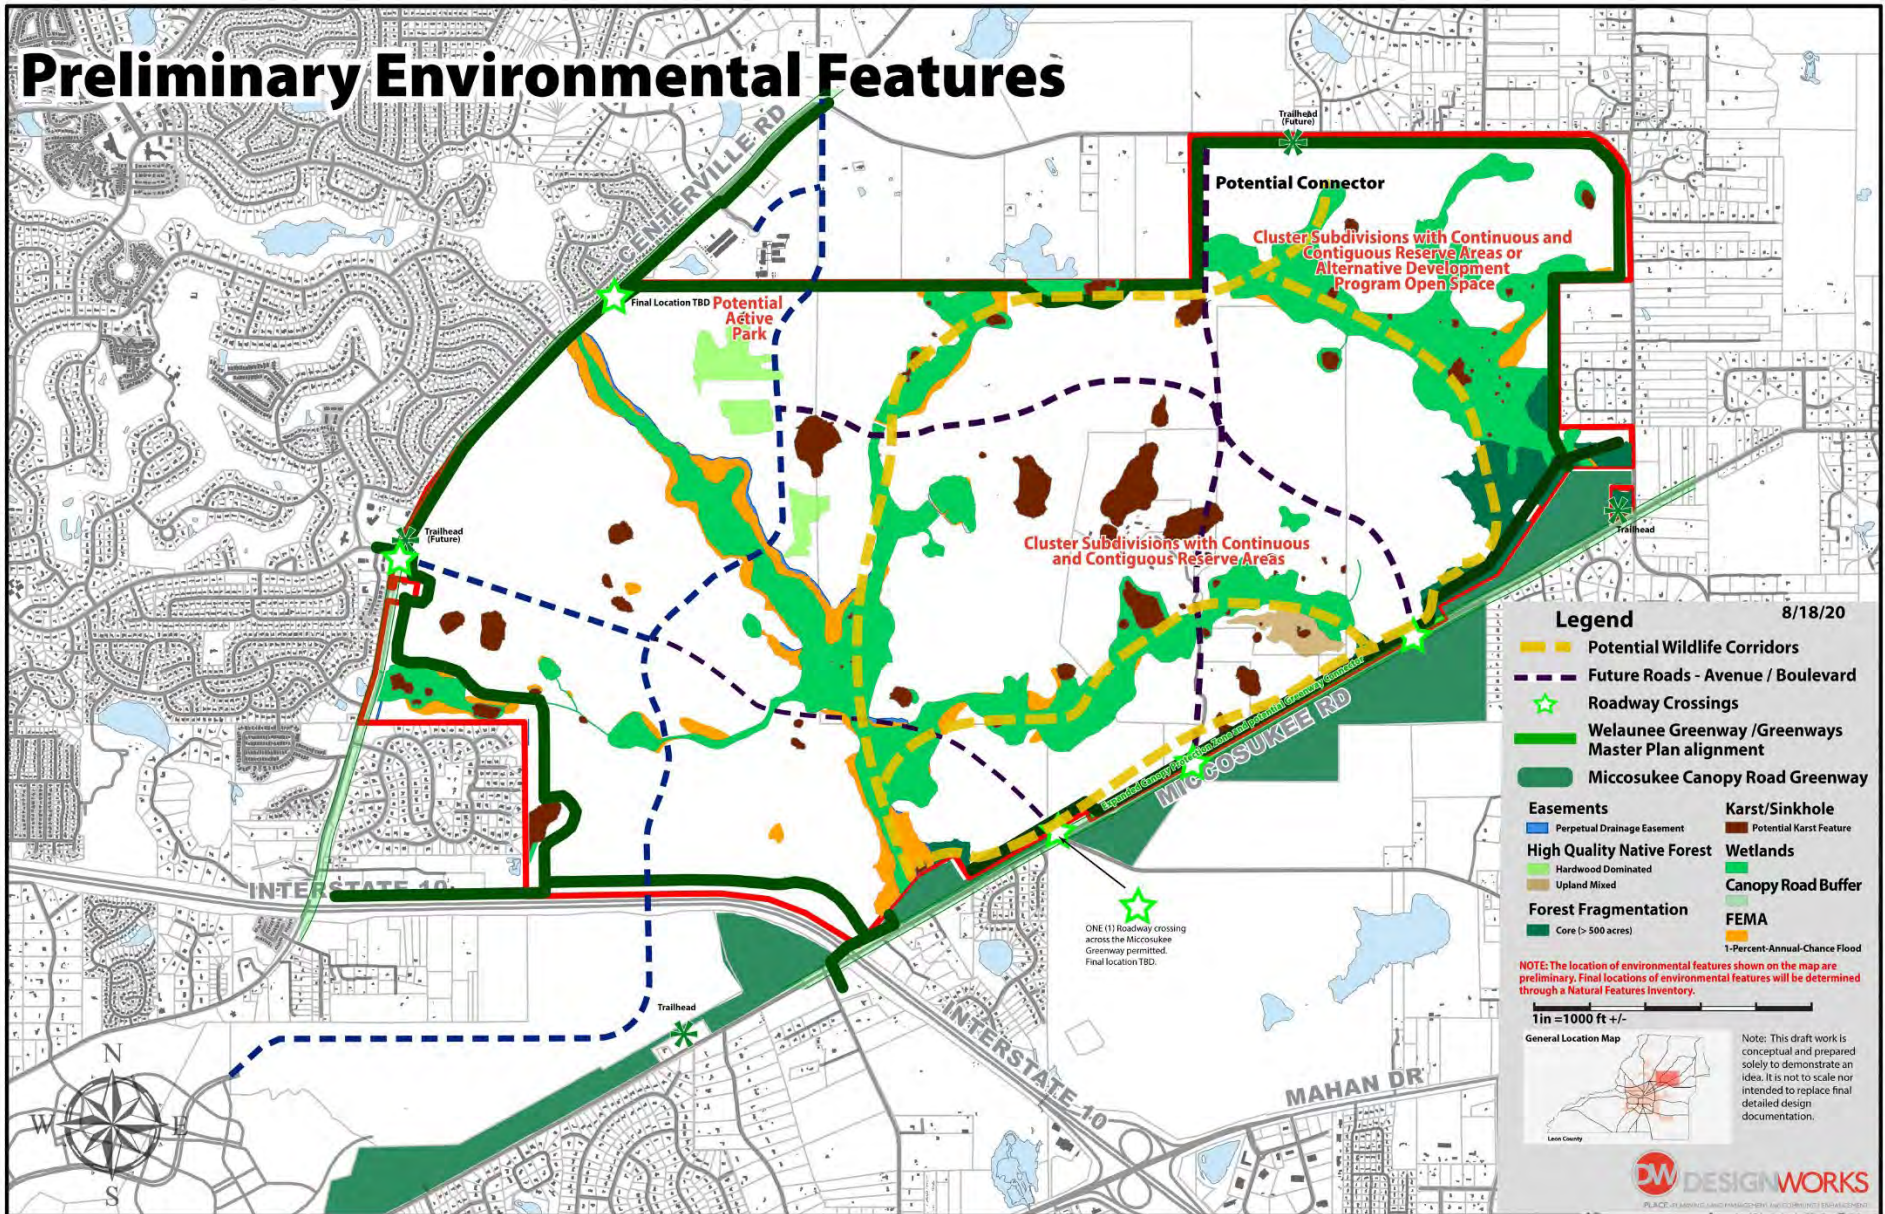 Preliminary Environmental Features
CENTERVILLE RD
Trailhead
(Future)
Potential Connector
Cluster Subdivisions with Continuous and
Contiguous Reserve Areas or
Alternative Development
Program Open Space
Final Location TBD
Potential
Active
Park
Trailhead
(Future)
Trailhead
Cluster Subdivisions with Continuous
and Contiguous Reserve Areas
Expanded Canopy Protection Zone and potential Greenway Connector
MICCOSUKEE RD
INTERSTATE 10
ONE (1) Roadway crossing
across the Miccosukee
Greenway permitted.
Final location TBD.
Trailhead
INTERSTATE 10
MAHAN DR
N
W
E
S
Legend
8/18/20
Potential Wildlife Corridors
Future Roads - Avenue / Boulevard
Roadway Crossings
Welaunee Greenway /Greenways
Master Plan alignment
Miccosukee Canopy Road Greenway
Easements
Perpetual Drainage Easement
High Quality Native Forest
Hardwood Dominated
Upland Mixed
Forest Fragmentation
Core (> 500 acres)
Karst/Sinkhole
Potential Karst Feature
Wetlands
Canopy Road Buffer
FEMA
1-Percent-Annual-Chance Flood
NOTE: The location of environmental features shown on the map are
preliminary. Final locations of environmental features will be determined
through a Natural Features Inventory.
1in =1000 ft +/-
General Location Map
Leon County
Note: This draft work is
conceptual and prepared
solely to demonstrate an
idea. It is not to scale nor
intended to replace final
detailed design
documentation.
DW DESIGNWORKS